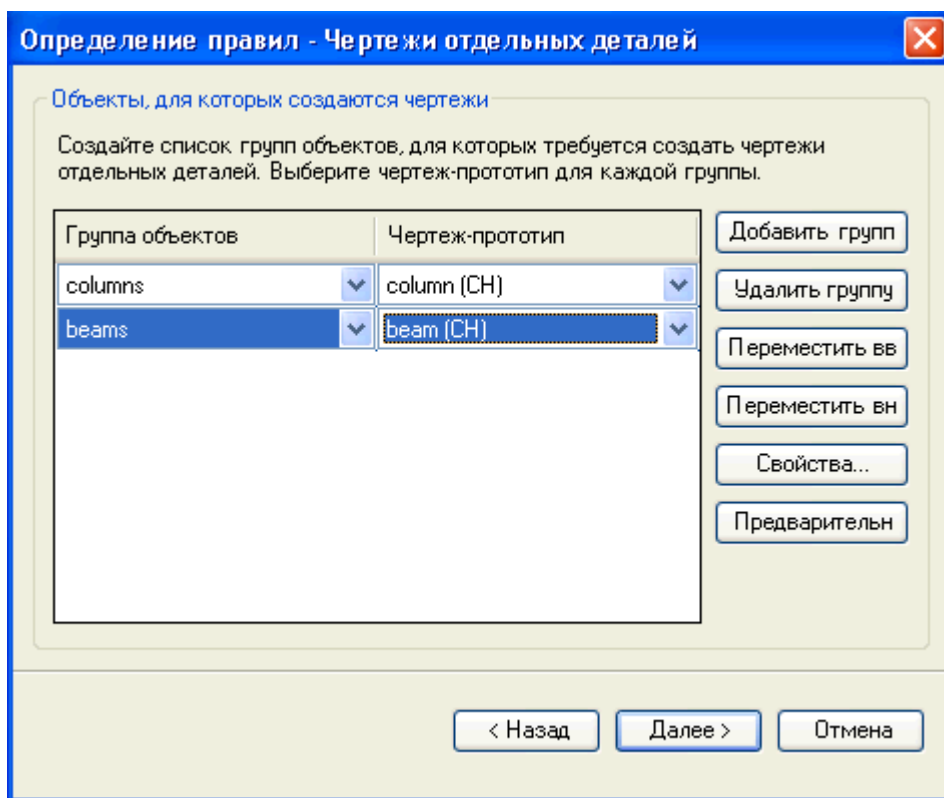 Определение правил - Чертежи отдельных деталей
Объекты, для которых создаются чертежи
Создайте список групп объектов, для которых требуется создать чертежи
отдельных деталей. Выберите чертеж-прототип для каждой группы.
Группа объектов Чертеж-прототип
columns column (CH)
beams beam (CH)
Добавить групп
Удалить группу
Переместить вв
Переместить вн
Свойства...
Предварительн
< Назад Далее > Отмена